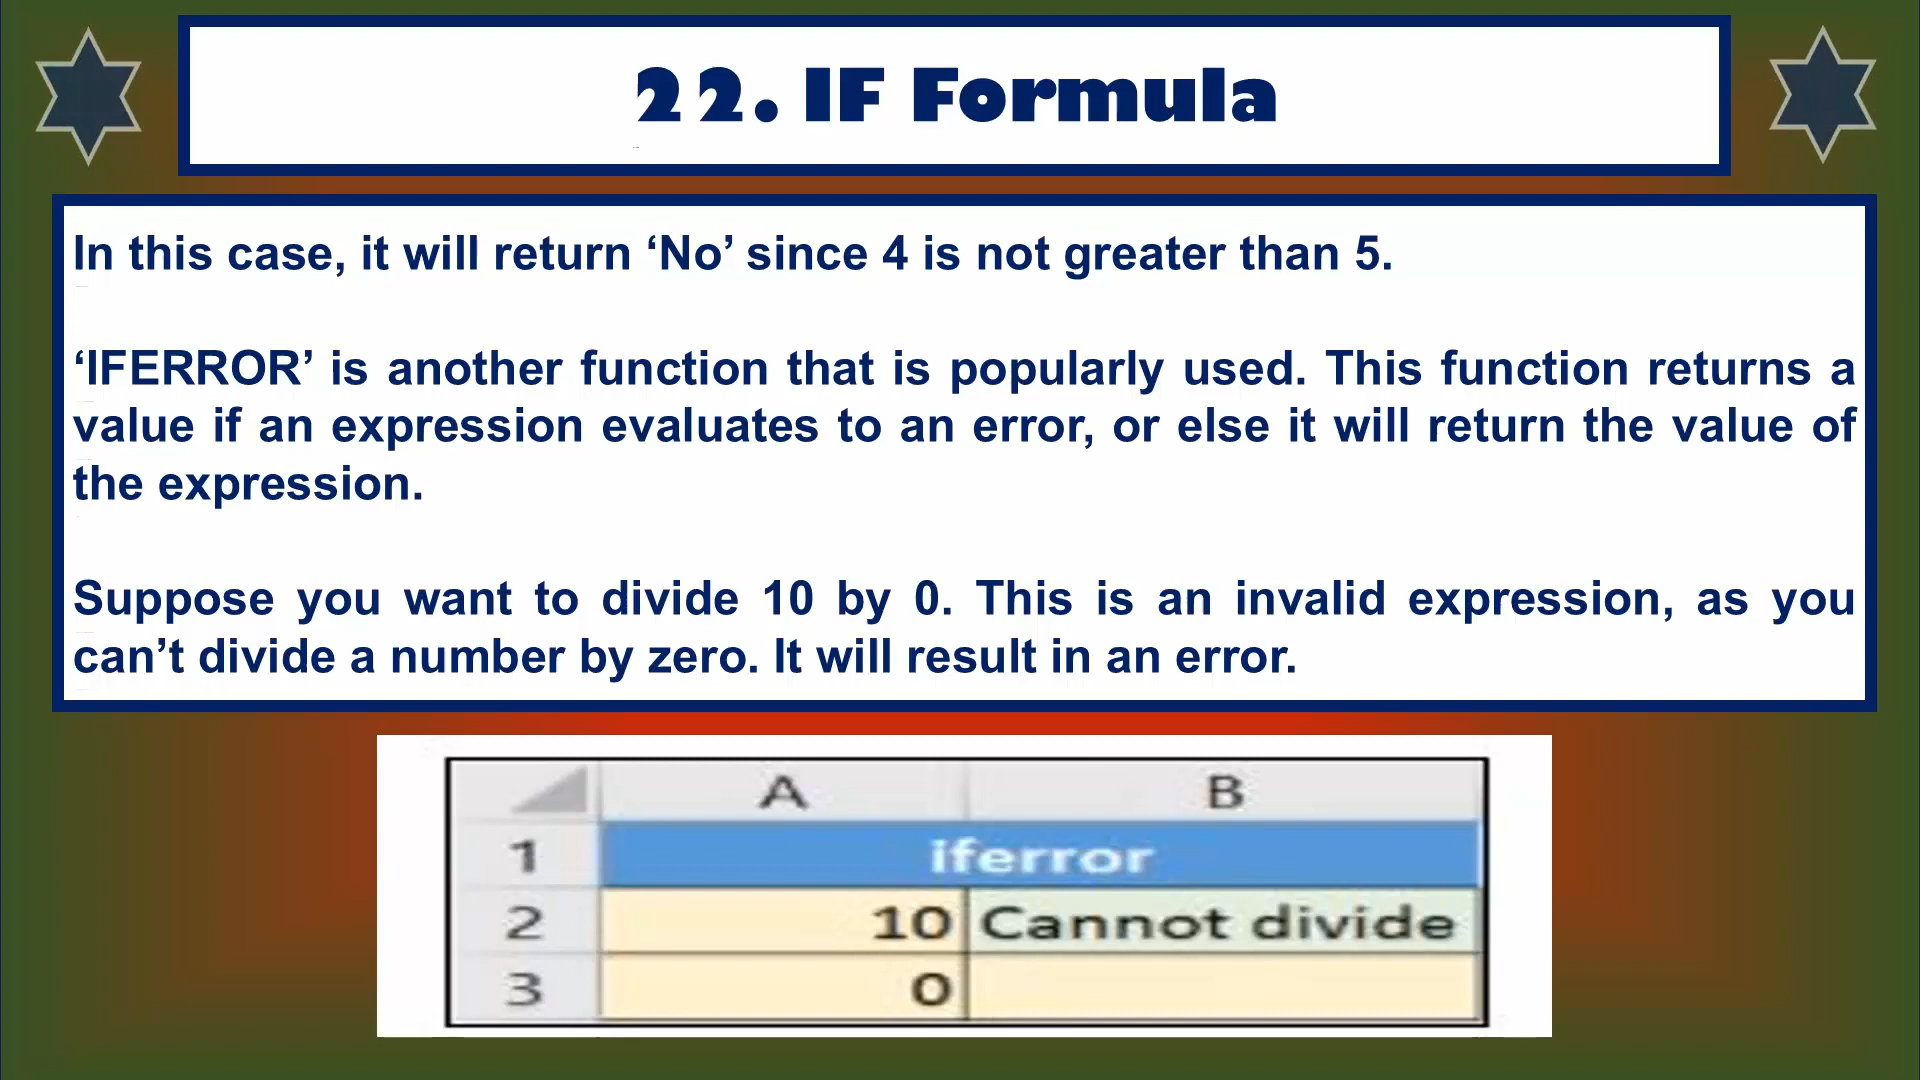 22. IF Formula
In this case, it will return ‘No’ since 4 is not greater than 5.
‘IFERROR’ is another function that is popularly used. This function returns a
value if an expression evaluates to an error, or else it will return the value of
the expression.
Suppose you want to divide 10 by 0. This is an invalid expression, as you
can’t divide a number by zero. It will result in an error.
A B
1 iferror
2 10 Cannot divide
3 0